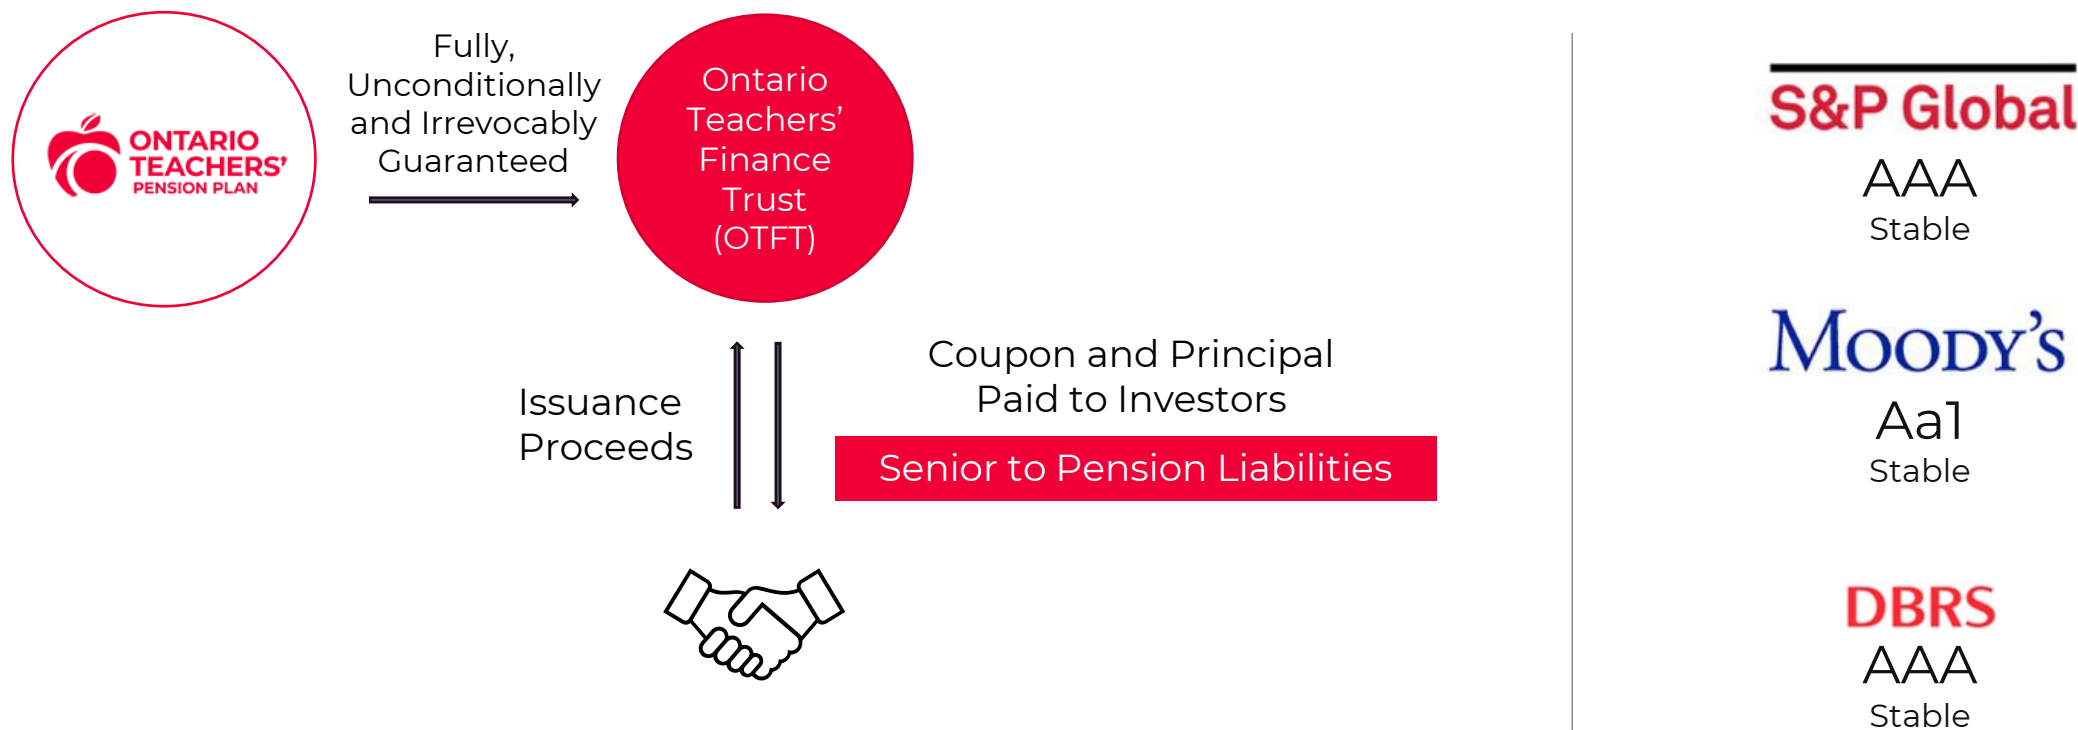 ONTARIO
TEACHERS'
PENSION PLAN
Fully,
Unconditionally
and Irrevocably
Guaranteed
Ontario
Teachers’
Finance
Trust
(OTFT)
Issuance
Proceeds
Coupon and Principal
Paid to Investors
Senior to Pension Liabilities
S&P Global
AAA
Stable
MOODY’S
Aa1
Stable
DBRS
AAA
Stable